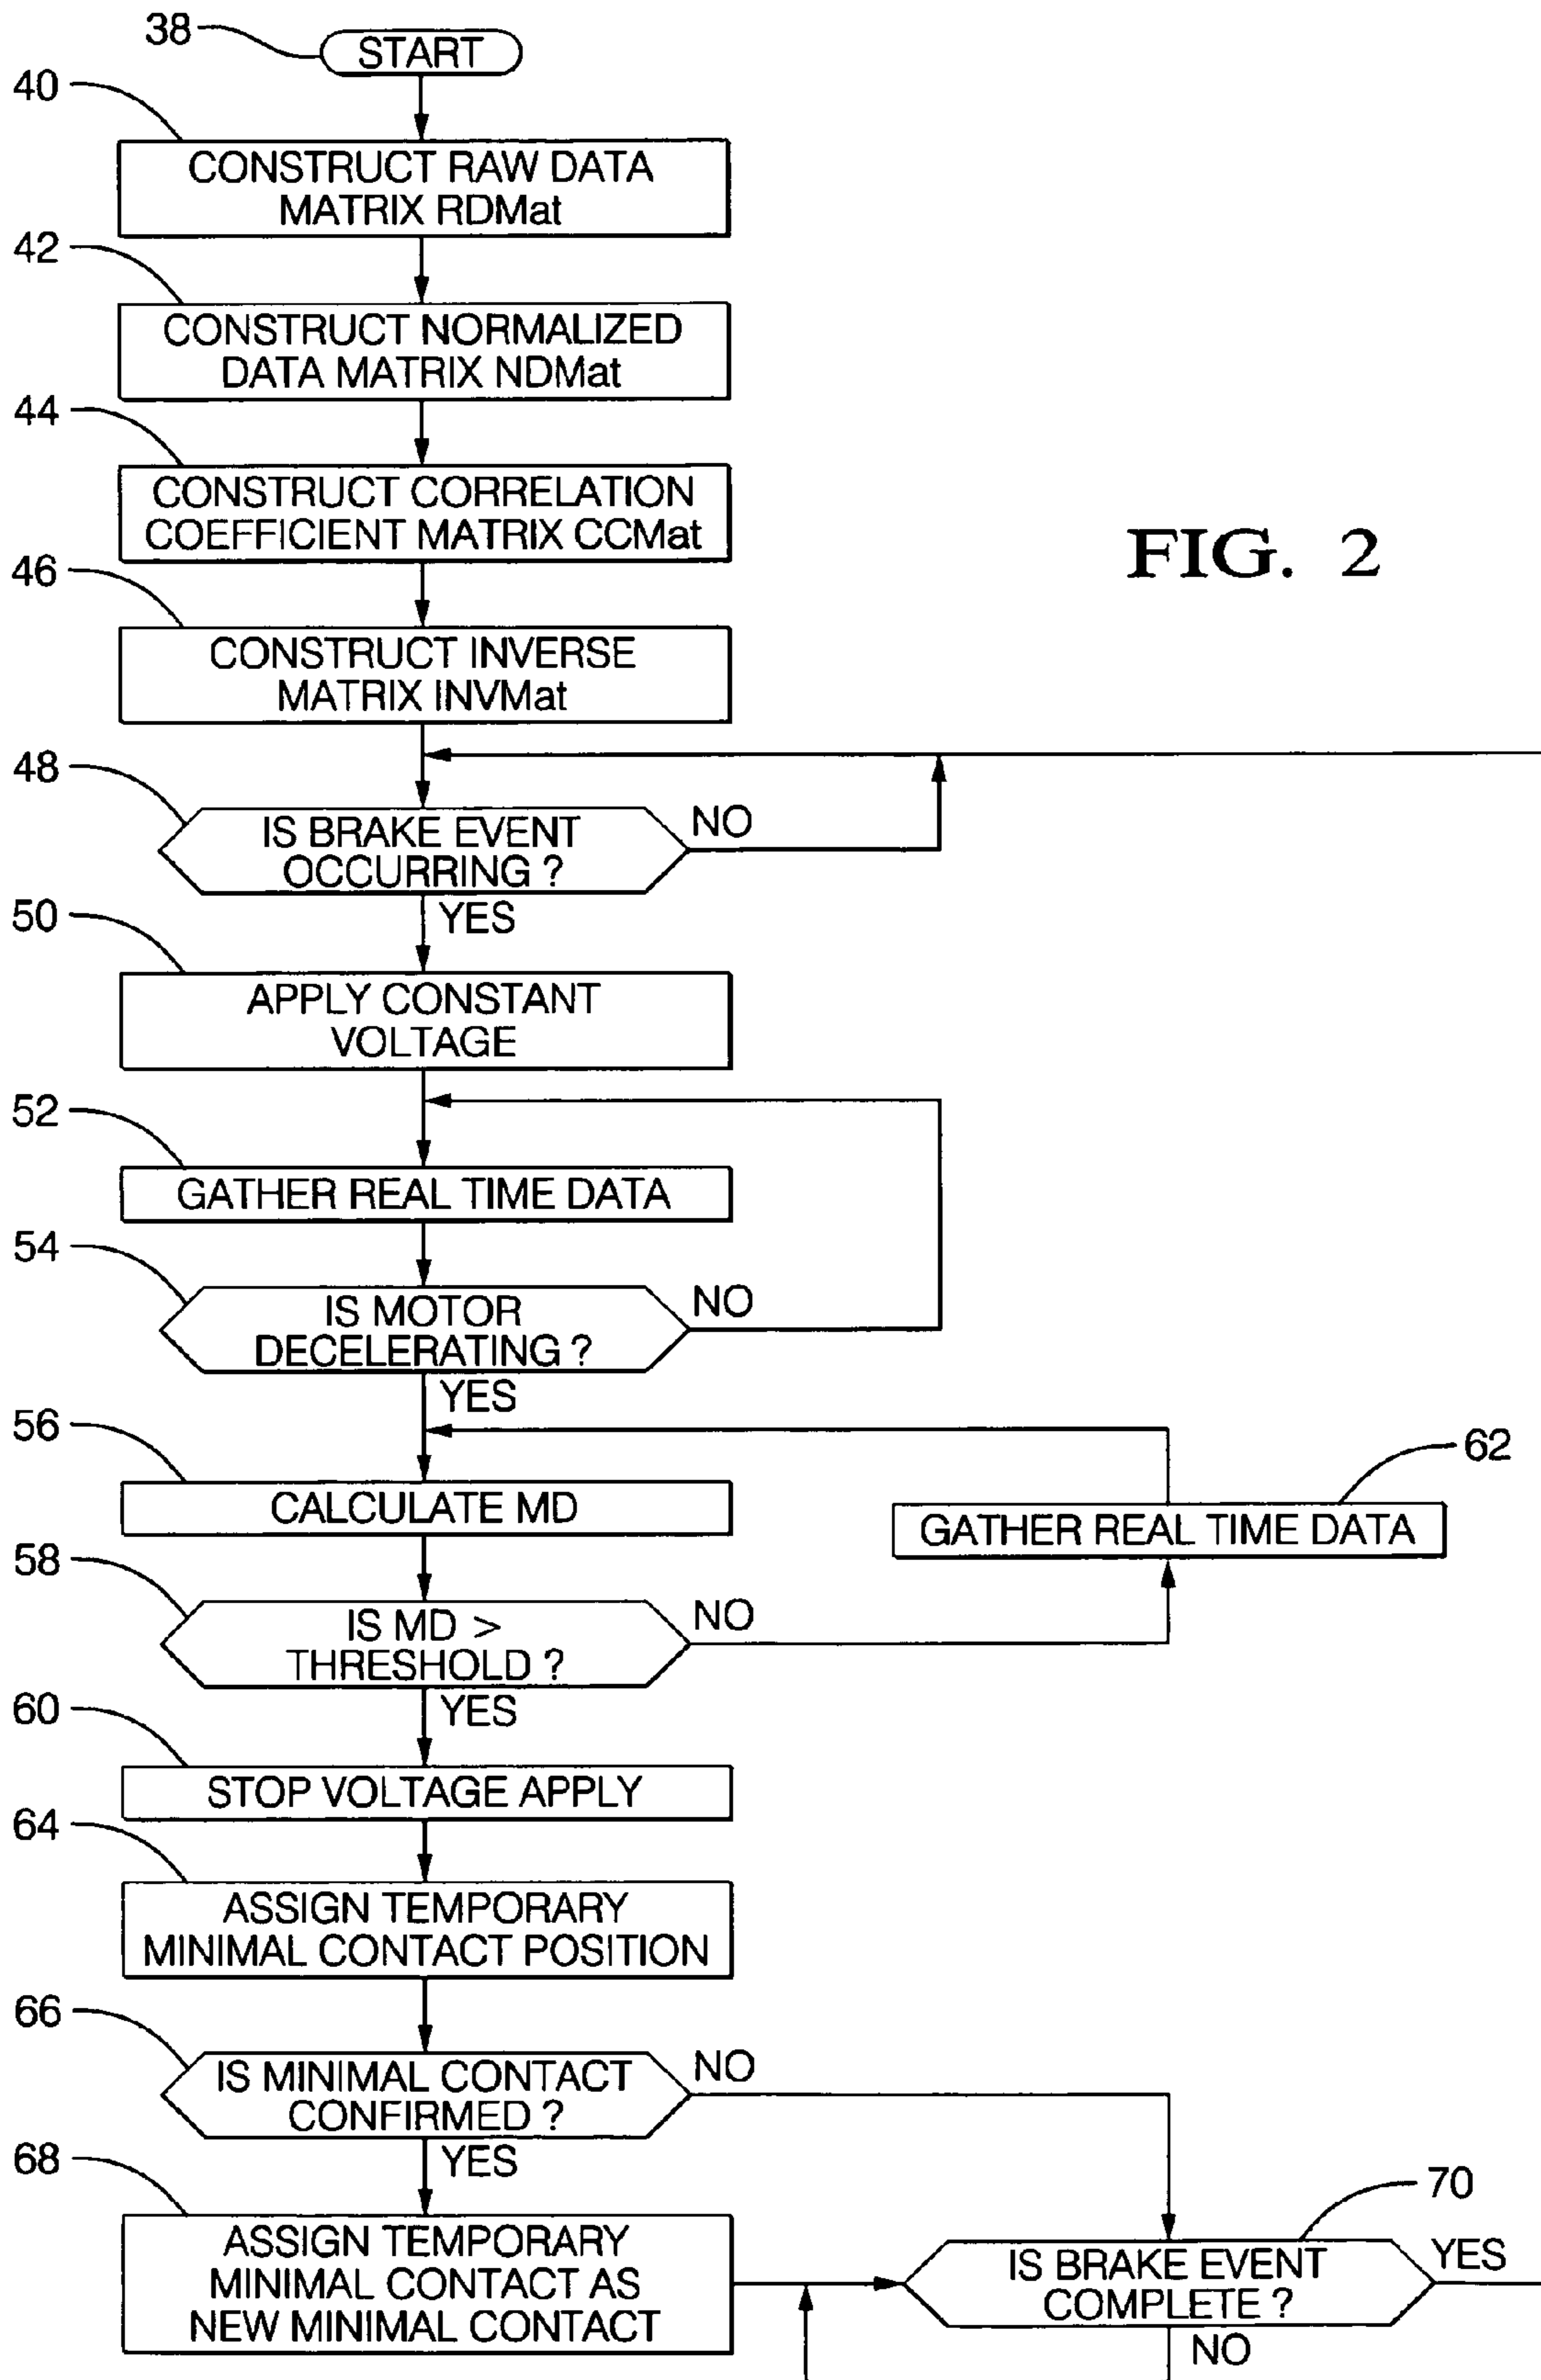 38
START
40
CONSTRUCT RAW DATA
MATRIX RDMat
42
CONSTRUCT NORMALIZED
DATA MATRIX NDMat
44
CONSTRUCT CORRELATION
COEFFICIENT MATRIX CCMat
FIG. 2
46
CONSTRUCT INVERSE
MATRIX INVMat
48
IS BRAKE EVENT
OCCURRING ?
NO
YES
50
APPLY CONSTANT
VOLTAGE
52
GATHER REAL TIME DATA
54
IS MOTOR
DECELERATING ?
NO
YES
56
CALCULATE MD
62
GATHER REAL TIME DATA
58
IS MD >
THRESHOLD ?
NO
YES
60
STOP VOLTAGE APPLY
64
ASSIGN TEMPORARY
MINIMAL CONTACT POSITION
66
IS MINIMAL CONTACT
CONFIRMED ?
NO
YES
68
ASSIGN TEMPORARY
MINIMAL CONTACT AS
NEW MINIMAL CONTACT
70
IS BRAKE EVENT
COMPLETE ?
YES
NO